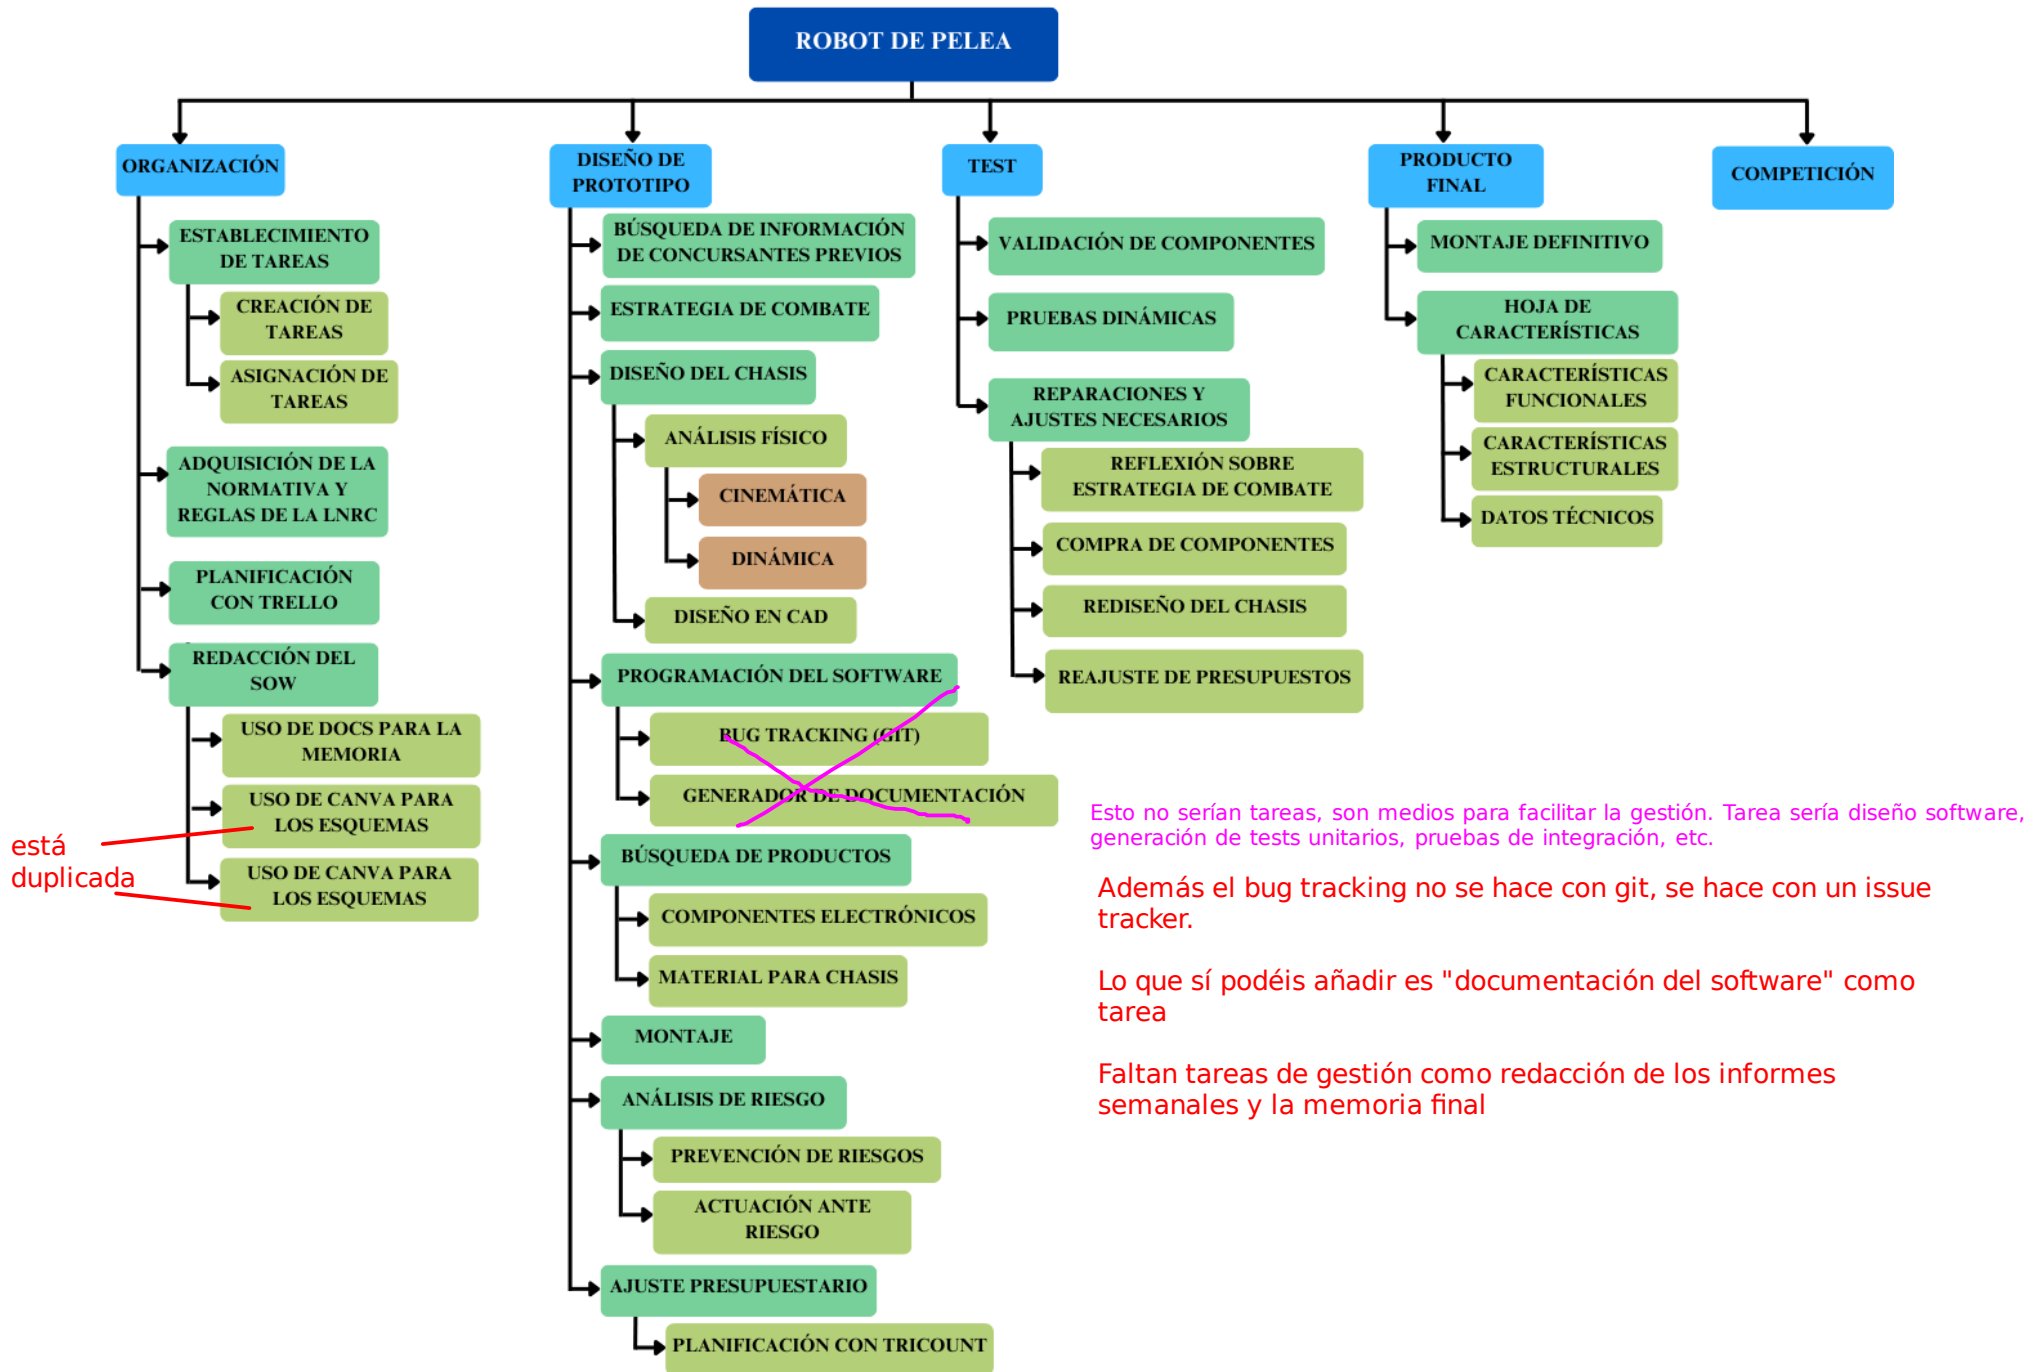 ROBOT DE PELEA
ORGANIZACIÓN
ESTABLECIMIENTO
DE TAREAS
CREACIÓN DE
TAREAS
ASIGNACIÓN DE
TAREAS
ADQUISICIÓN DE LA
NORMATIVA Y
REGLAS DE LA LNRC
PLANIFICACIÓN
CON TRELLO
REDACCIÓN DEL
SOW
USO DE DOCS PARA LA
MEMORIA
USO DE CANVA PARA
LOS ESQUEMAS
USO DE CANVA PARA
LOS ESQUEMAS
está
duplicada
DISEÑO DE
PROTOTIPO
BÚSQUEDA DE INFORMACIÓN
DE CONCURSANTES PREVIOS
ESTRATEGIA DE COMBATE
DISEÑO DEL CHASIS
ANÁLISIS FÍSICO
CINEMÁTICA
DINÁMICA
DISEÑO EN CAD
PROGRAMACIÓN DEL SOFTWARE
BUG TRACKING (GIT)
GENERADOR DE DOCUMENTACIÓN
BÚSQUEDA DE PRODUCTOS
COMPONENTES ELECTRÓNICOS
MATERIAL PARA CHASIS
MONTAJE
ANÁLISIS DE RIESGO
PREVENCIÓN DE RIESGOS
ACTUACIÓN ANTE
RIESGO
AJUSTE PRESUPUESTARIO
PLANIFICACIÓN CON TRICOUNT
TEST
VALIDACIÓN DE COMPONENTES
PRUEBAS DINÁMICAS
REPARACIONES Y
AJUSTES NECESARIOS
REFLEXIÓN SOBRE
ESTRATEGIA DE COMBATE
COMPRA DE COMPONENTES
REDISEÑO DEL CHASIS
REAJUSTE DE PRESUPUESTOS
PRODUCTO
FINAL
MONTAJE DEFINITIVO
HOJA DE
CARACTERÍSTICAS
CARACTERÍSTICAS
FUNCIONALES
CARACTERÍSTICAS
ESTRUCTURALES
DATOS TÉCNICOS
COMPETICIÓN
Esto no serían tareas, son medios para facilitar la gestión. Tarea sería diseño software,
generación de tests unitarios, pruebas de integración, etc.
Además el bug tracking no se hace con git, se hace con un issue
tracker.
Lo que sí podéis añadir es "documentación del software" como
tarea
Faltan tareas de gestión como redacción de los informes
semanales y la memoria final